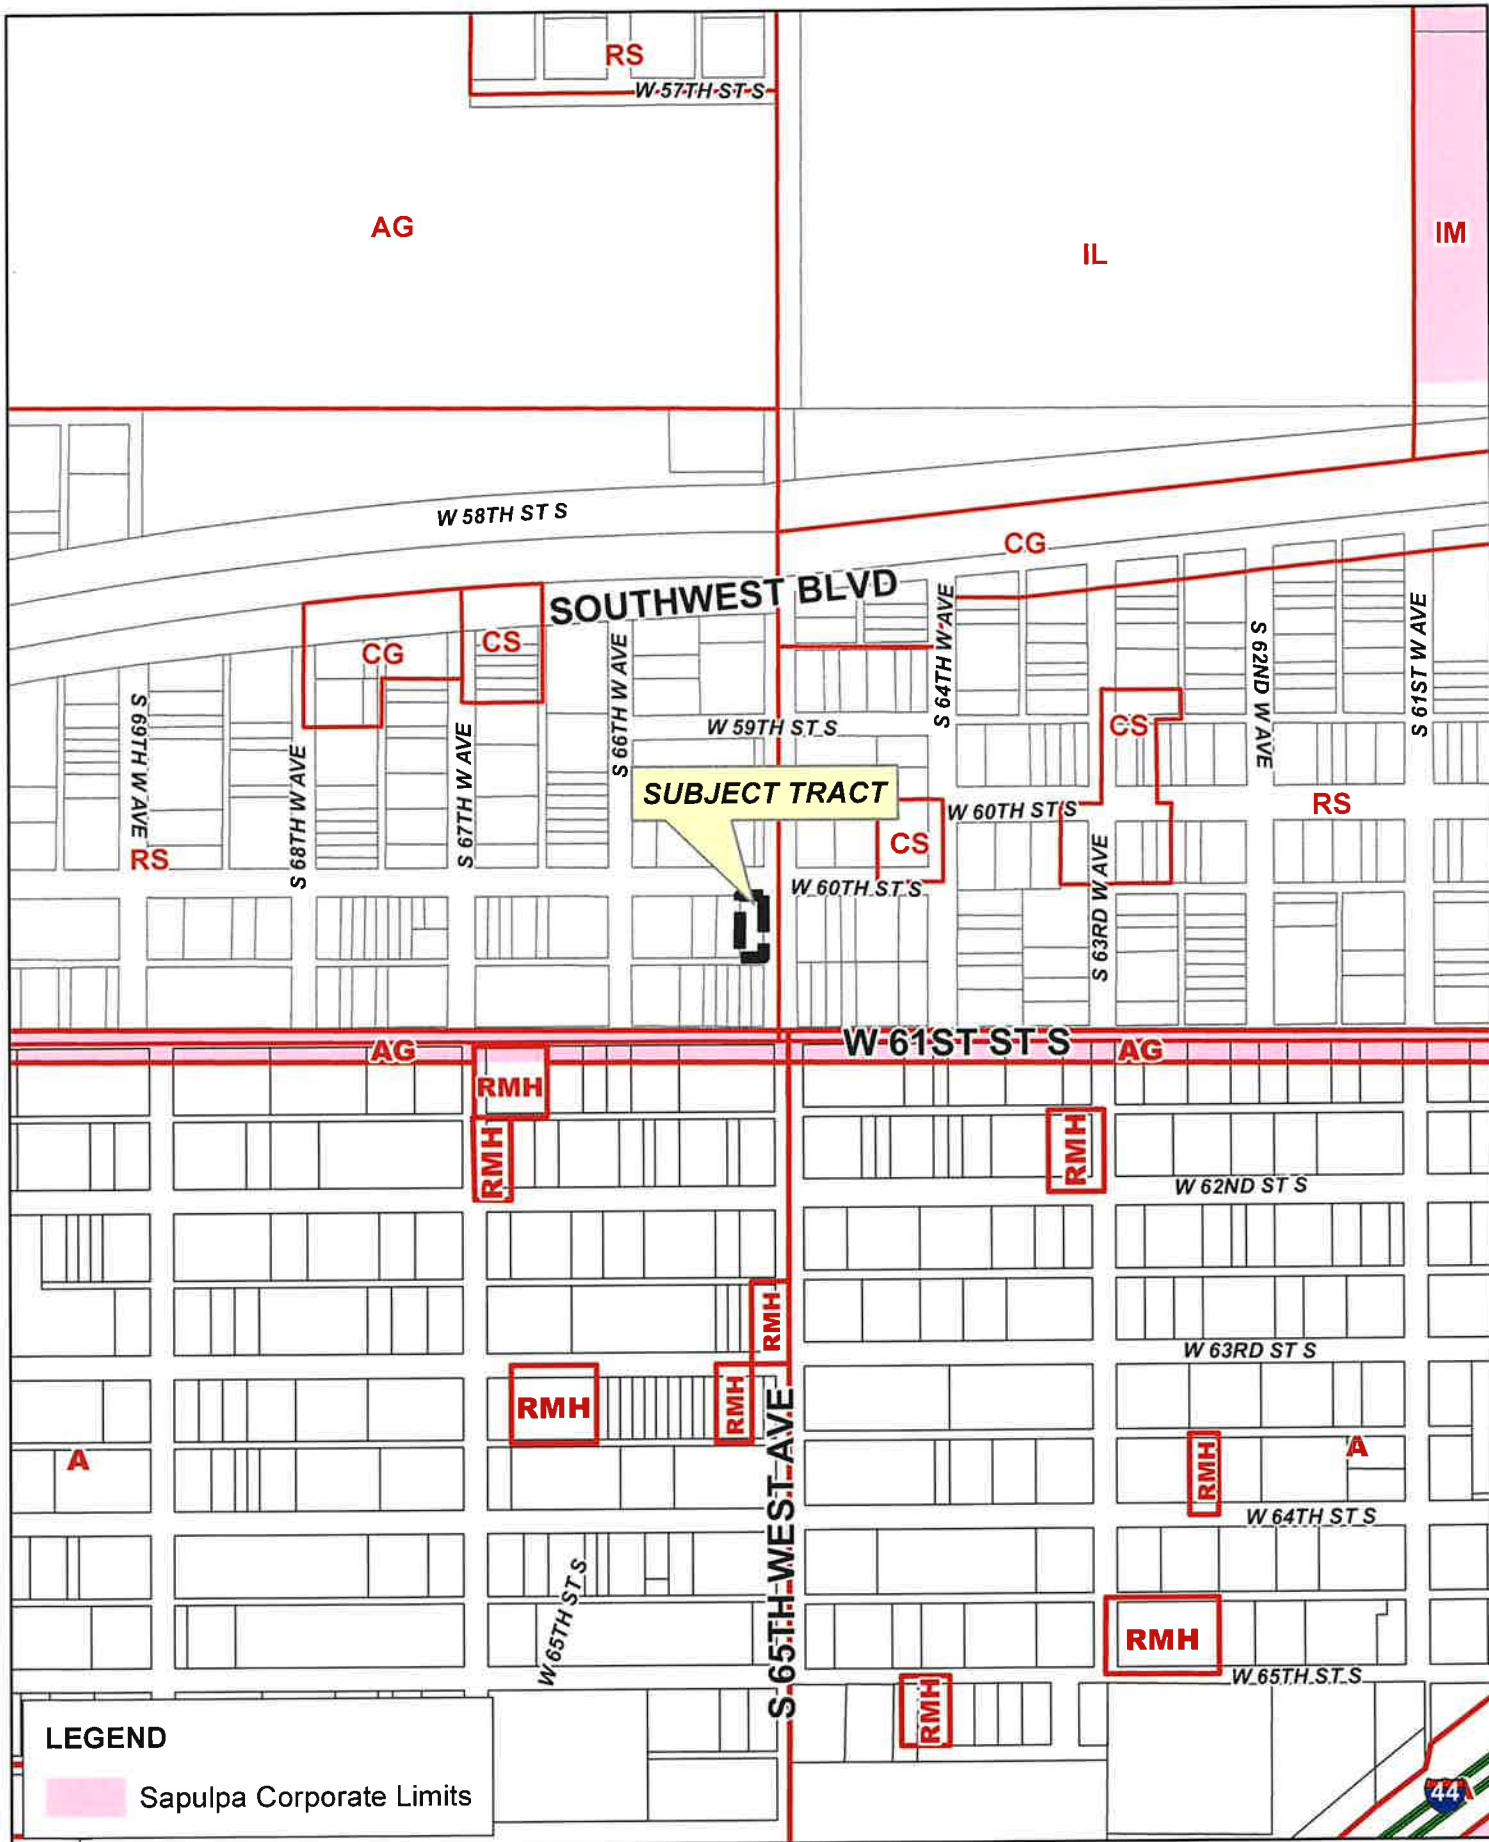 RS
W 57TH ST S
AG
IL
IM
W 58TH ST S
CG
SOUTHWEST BLVD
CG
CS
S 69TH W AVE
S 68TH W AVE
S 67TH W AVE
S 66TH W AVE
S 64TH W AVE
S 62ND W AVE
S 61ST W AVE
W 59TH ST S
CS
SUBJECT TRACT
W 60TH ST S
RS
CS
RS
W 60TH ST S
S 63RD W AVE
W 61ST ST S
AG
AG
RMH
RMH
RMH
W 62ND ST S
RMH
W 63RD ST S
RMH
RMH
S 65TH WEST AVE
A
RMH
A
W 64TH ST S
W 65TH ST S
RMH
W 65TH ST S
RMH
LEGEND
Sapulpa Corporate Limits
44